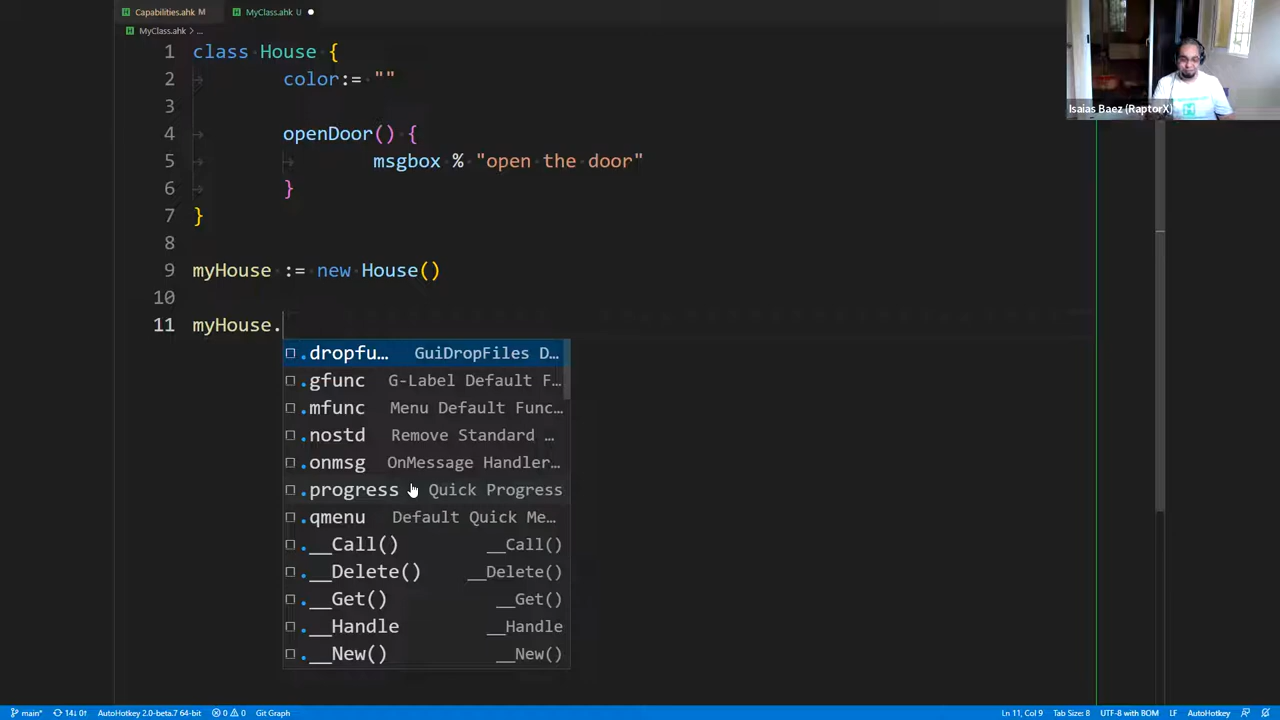 Capabilities.ahk M
MyClass.ahk U
MyClass.ahk > ...
Isaias Baez (RaptorX)
1 class House {
2 color:= ""
3
4 openDoor() {
5 msgbox % "open the door"
6 }
7 }
8
9 myHouse := new House()
10
11 myHouse.
.dropfu... GuiDropFiles D...
.gfunc G-Label Default F...
.mfunc Menu Default Func...
.nostd Remove Standard ...
.onmsg OnMessage Handler...
.progress Quick Progress
.qmenu Default Quick Me...
.__Call() __Call()
.__Delete() __Delete()
.__Get() __Get()
.__Handle __Handle
.__New() __New()
main* 14↓ 0↑ AutoHotkey 2.0-beta.7 64-bit 0 0 Git Graph Ln 11, Col 9 Tab Size: 8 UTF-8 with BOM LF AutoHotkey